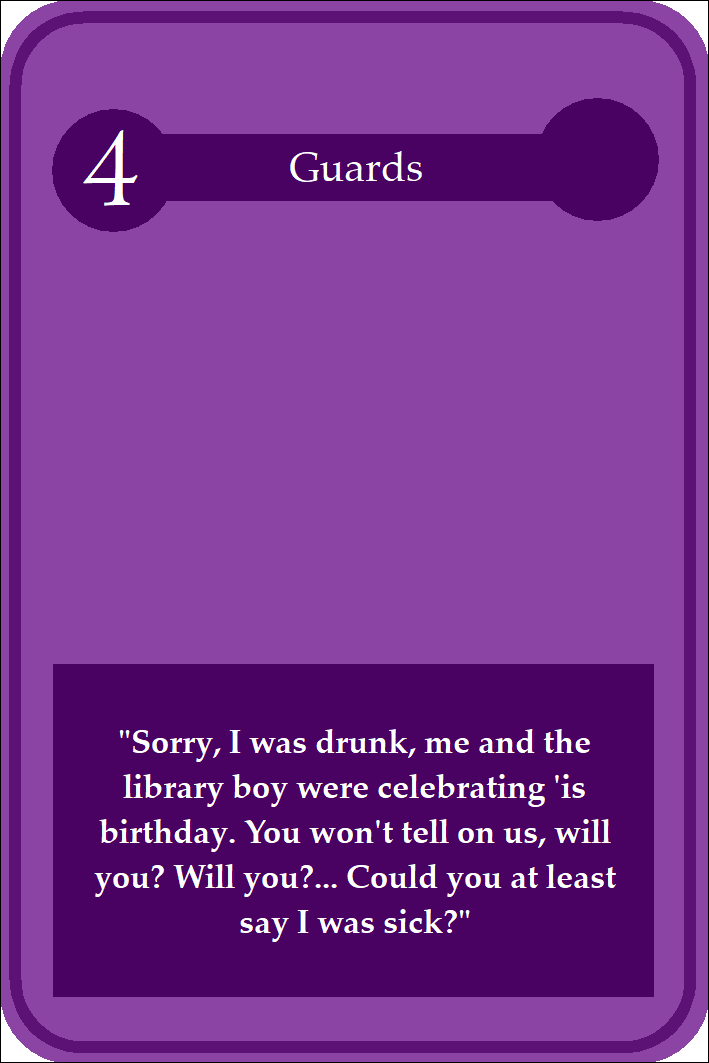 4
Guards
"Sorry, I was drunk, me and the
library boy were celebrating 'is
birthday. You won't tell on us, will
you? Will you?... Could you at least
say I was sick?"